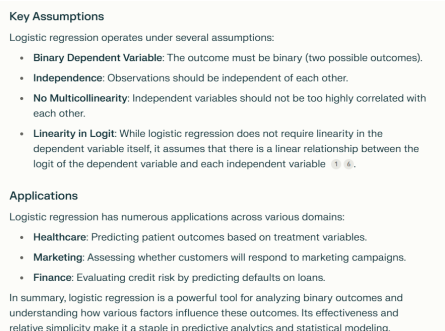 Key Assumptions
Logistic regression operates under several assumptions:
• Binary Dependent Variable: The outcome must be binary (two possible outcomes).
• Independence: Observations should be independent of each other.
• No Multicollinearity: Independent variables should not be too highly correlated with
each other.
• Linearity in Logit: While logistic regression does not require linearity in the
dependent variable itself, it assumes that there is a linear relationship between the
logit of the dependent variable and each independent variable 1 6 .
Applications
Logistic regression has numerous applications across various domains:
• Healthcare: Predicting patient outcomes based on treatment variables.
• Marketing: Assessing whether customers will respond to marketing campaigns.
• Finance: Evaluating credit risk by predicting defaults on loans.
In summary, logistic regression is a powerful tool for analyzing binary outcomes and
understanding how various factors influence these outcomes. Its effectiveness and
relative simplicity make it a staple in predictive analytics and statistical modeling.